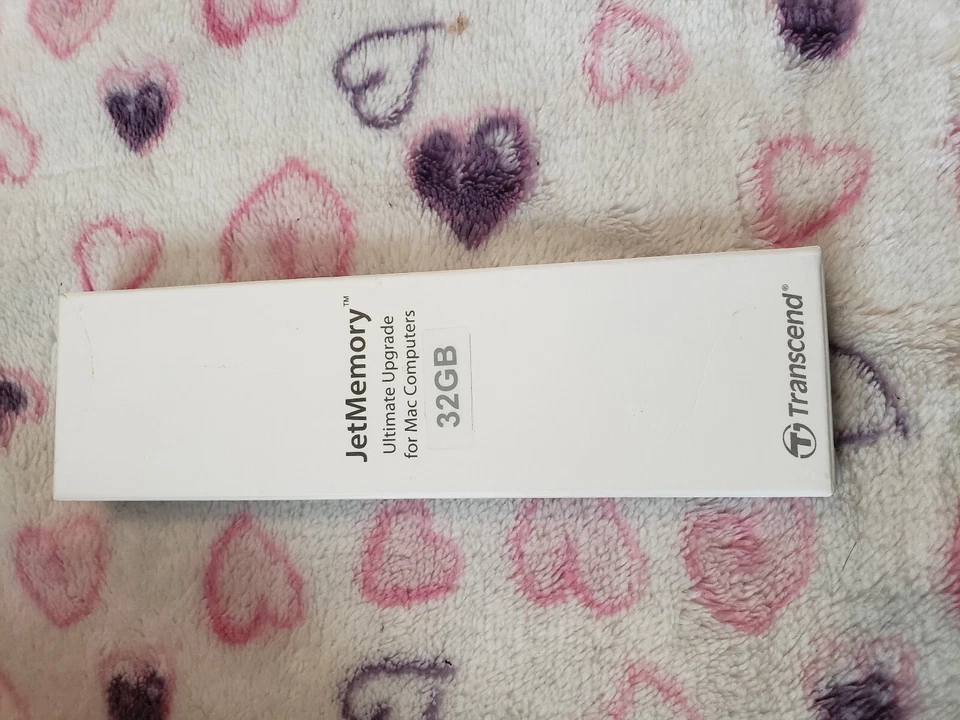 JetMemory™
Ultimate Upgrade
for Mac Computers
32GB
Transcend®